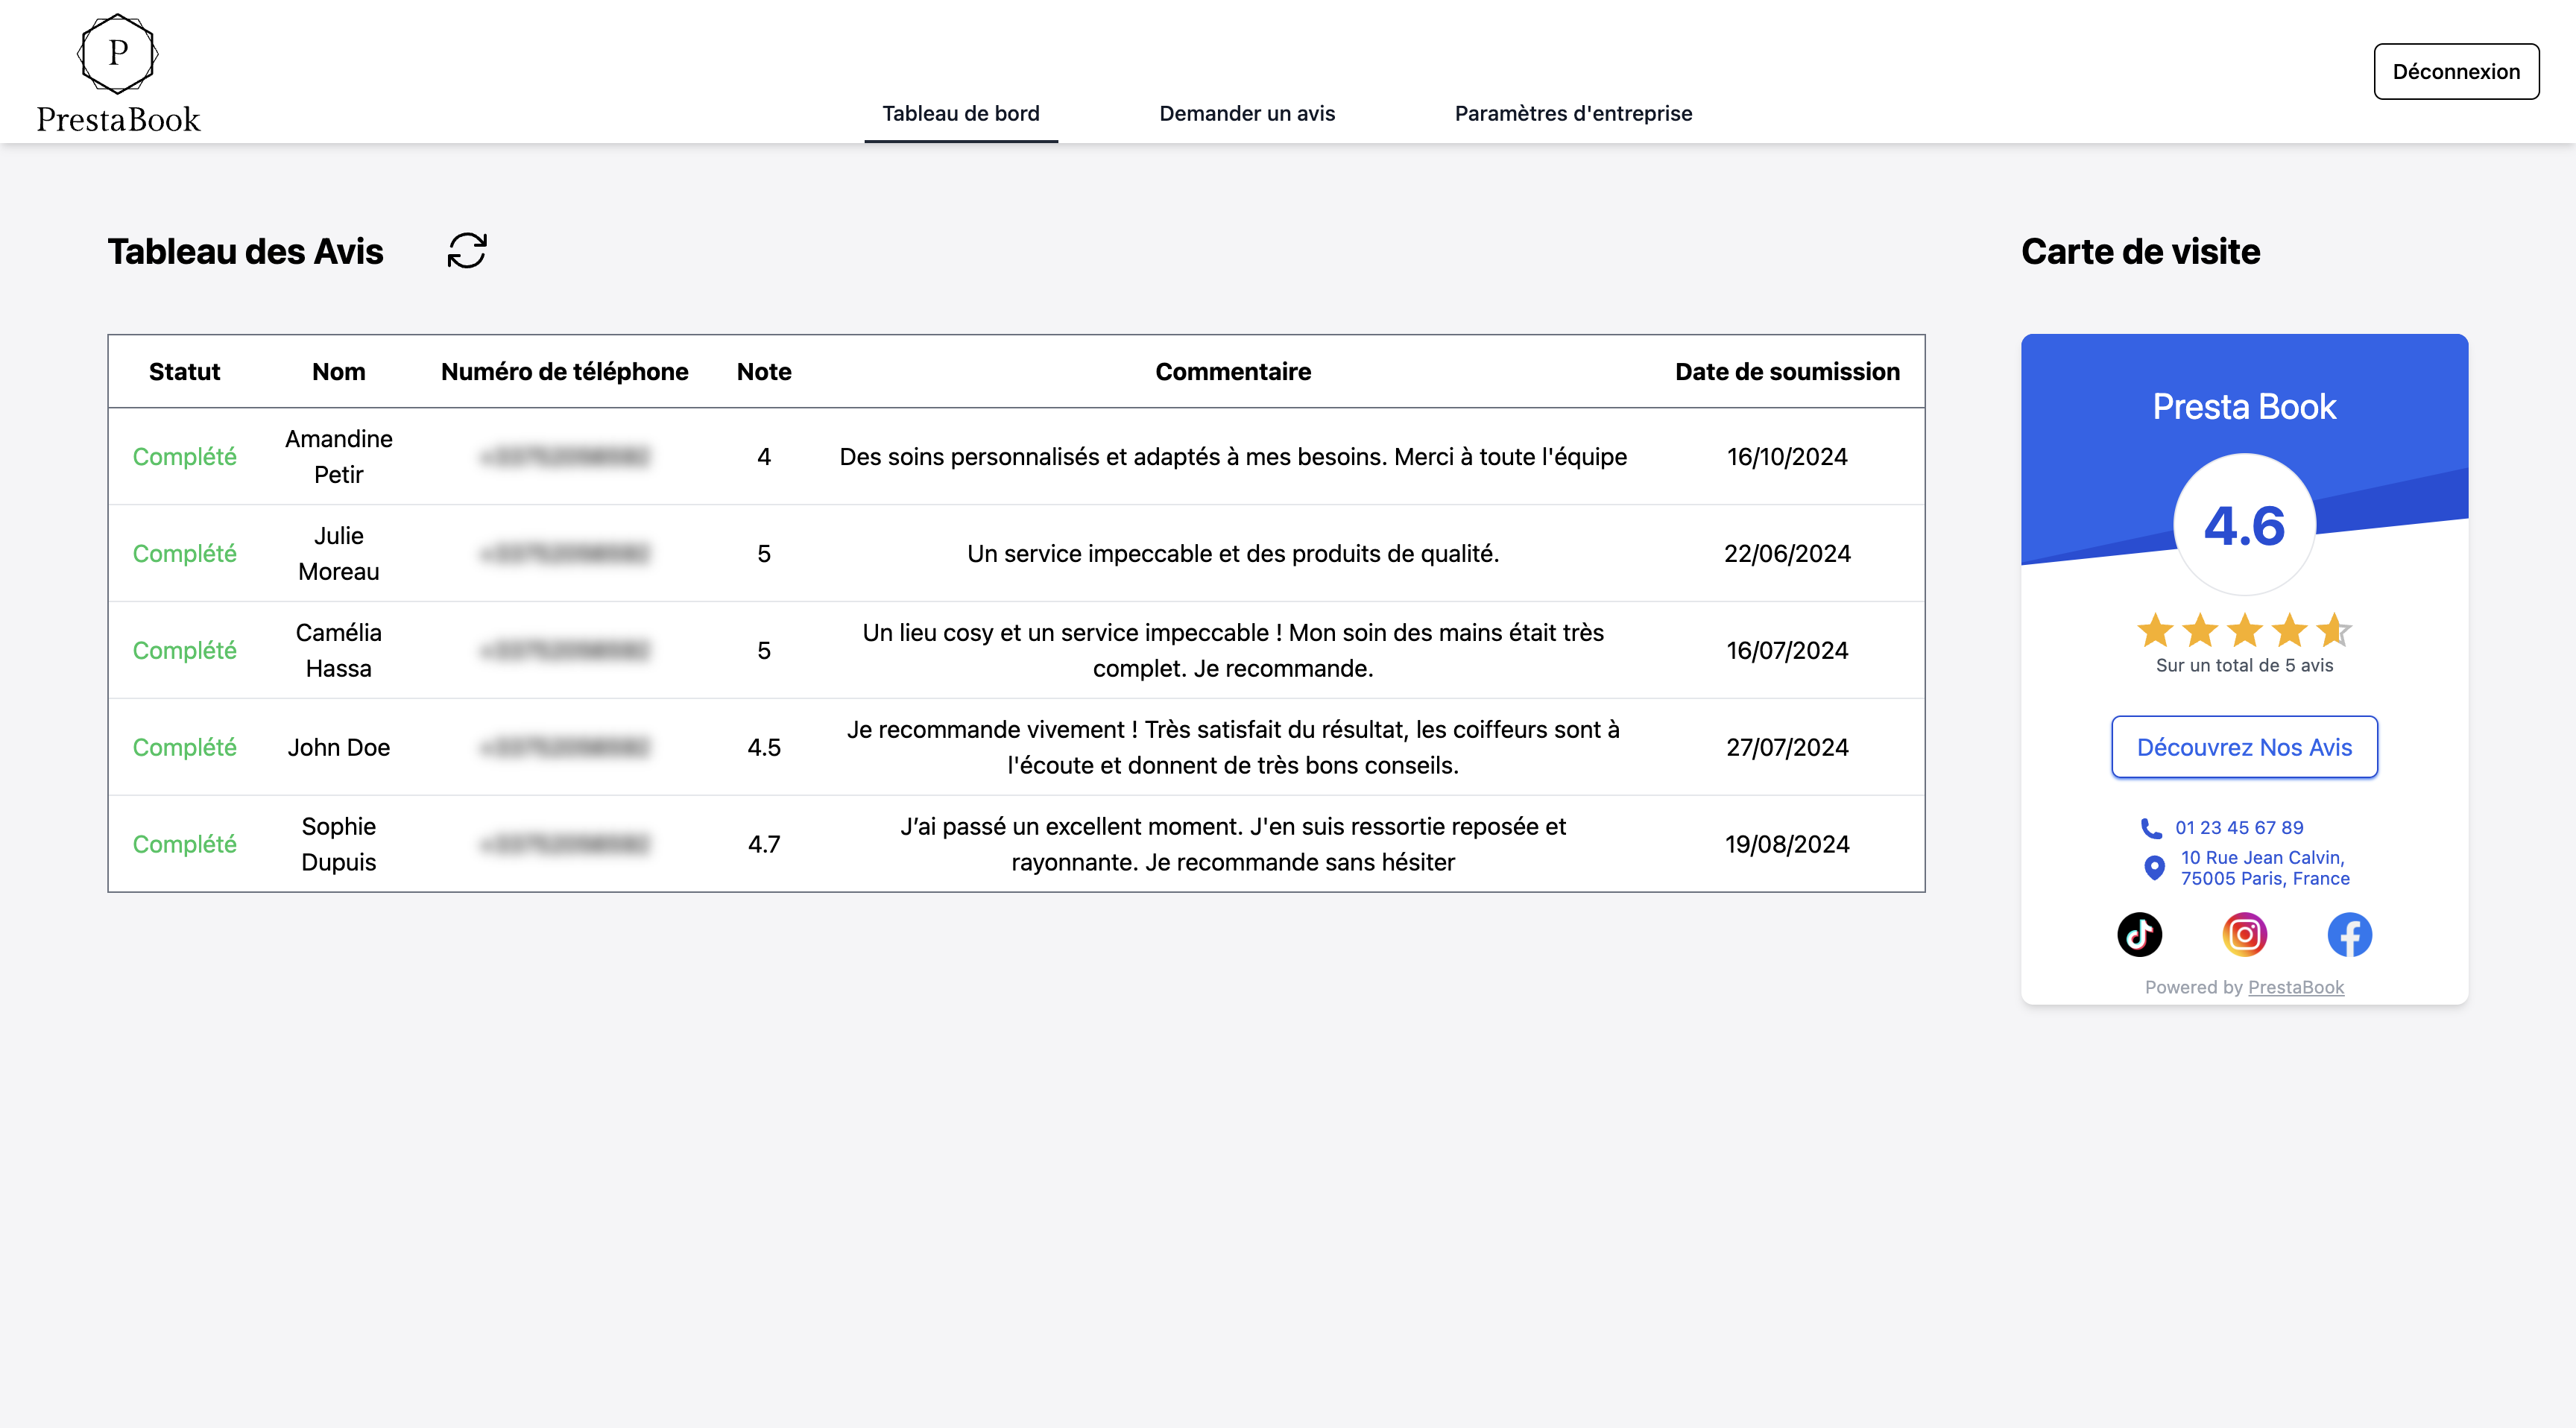 P
PrestaBook
Tableau de bord
Demander un avis
Paramètres d'entreprise
Déconnexion
Tableau des Avis
Statut Nom Numéro de téléphone Note Commentaire Date de soumission
Complété Amandine Petir 4 Des soins personnalisés et adaptés à mes besoins. Merci à toute l'équipe 16/10/2024
Complété Julie Moreau 5 Un service impeccable et des produits de qualité. 22/06/2024
Complété Camélia Hassa 5 Un lieu cosy et un service impeccable ! Mon soin des mains était très complet. Je recommande. 16/07/2024
Complété John Doe 4.5 Je recommande vivement ! Très satisfait du résultat, les coiffeurs sont à l'écoute et donnent de très bons conseils. 27/07/2024
Complété Sophie Dupuis 4.7 J’ai passé un excellent moment. J'en suis ressortie reposée et rayonnante. Je recommande sans hésiter 19/08/2024
Carte de visite
Presta Book
4.6
Sur un total de 5 avis
Découvrez Nos Avis
01 23 45 67 89
10 Rue Jean Calvin,
75005 Paris, France
Powered by PrestaBook